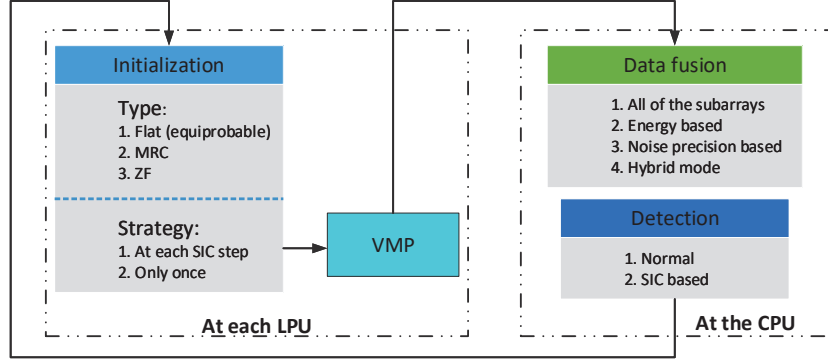 Initialization
Type:
1. Flat (equiprobable)
2. MRC
3. ZF
Strategy:
1. At each SIC step
2. Only once
VMP
At each LPU
Data fusion
1. All of the subarrays
2. Energy based
3. Noise precision based
4. Hybrid mode
Detection
1. Normal
2. SIC based
At the CPU